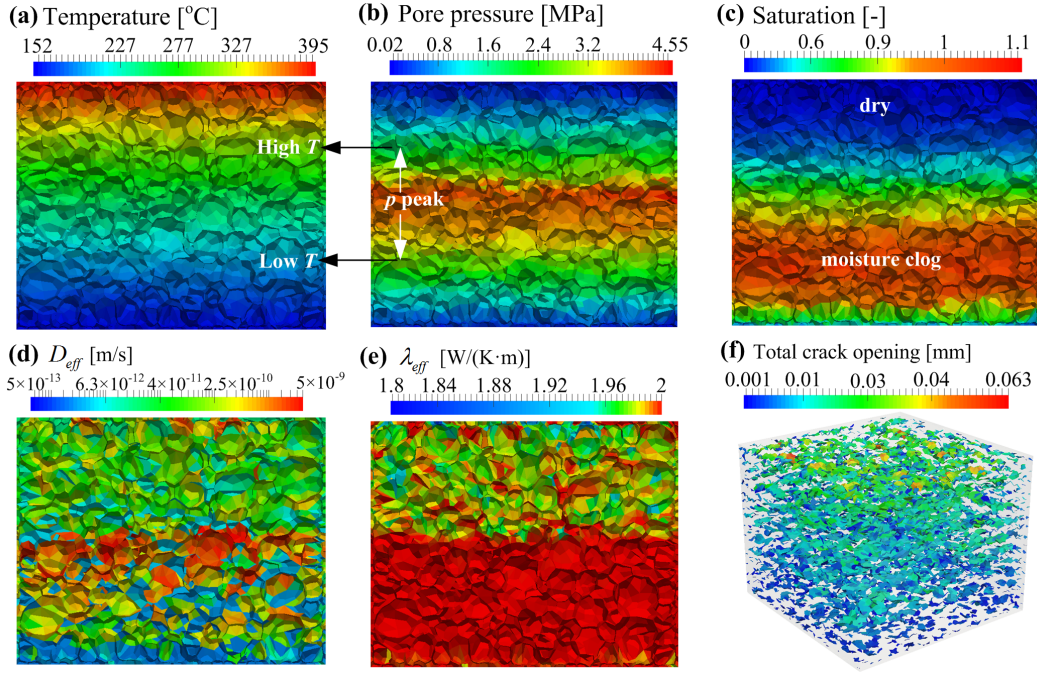 (a) Temperature [°C]
152 227 277 327 395
(b) Pore pressure [MPa]
0.02 0.8 1.6 2.4 3.2 4.55
(c) Saturation [-]
0 0.6 0.9 1 1.1
High T
p peak
Low T
dry
moisture clog
(d) D_eff [m/s]
5×10⁻¹³ 6.3×10⁻¹² 4×10⁻¹¹ 2.5×10⁻¹⁰ 5×10⁻⁹
(e) λ_eff [W/(K·m)]
1.8 1.84 1.88 1.92 1.96 2
(f) Total crack opening [mm]
0.001 0.01 0.03 0.04 0.063